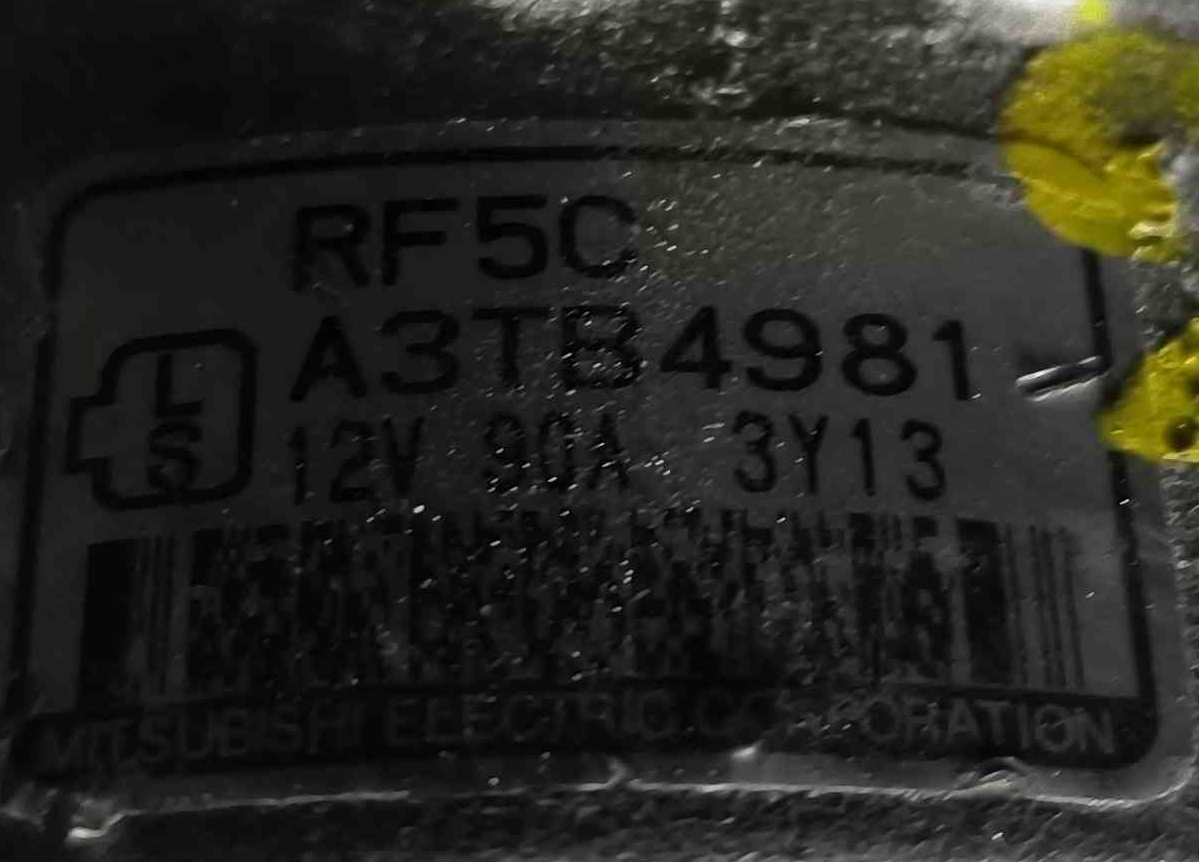 RF5C
A3TB4981
L
S
12V 90A 3Y13
MITSUBISHI ELECTRIC CORPORATION